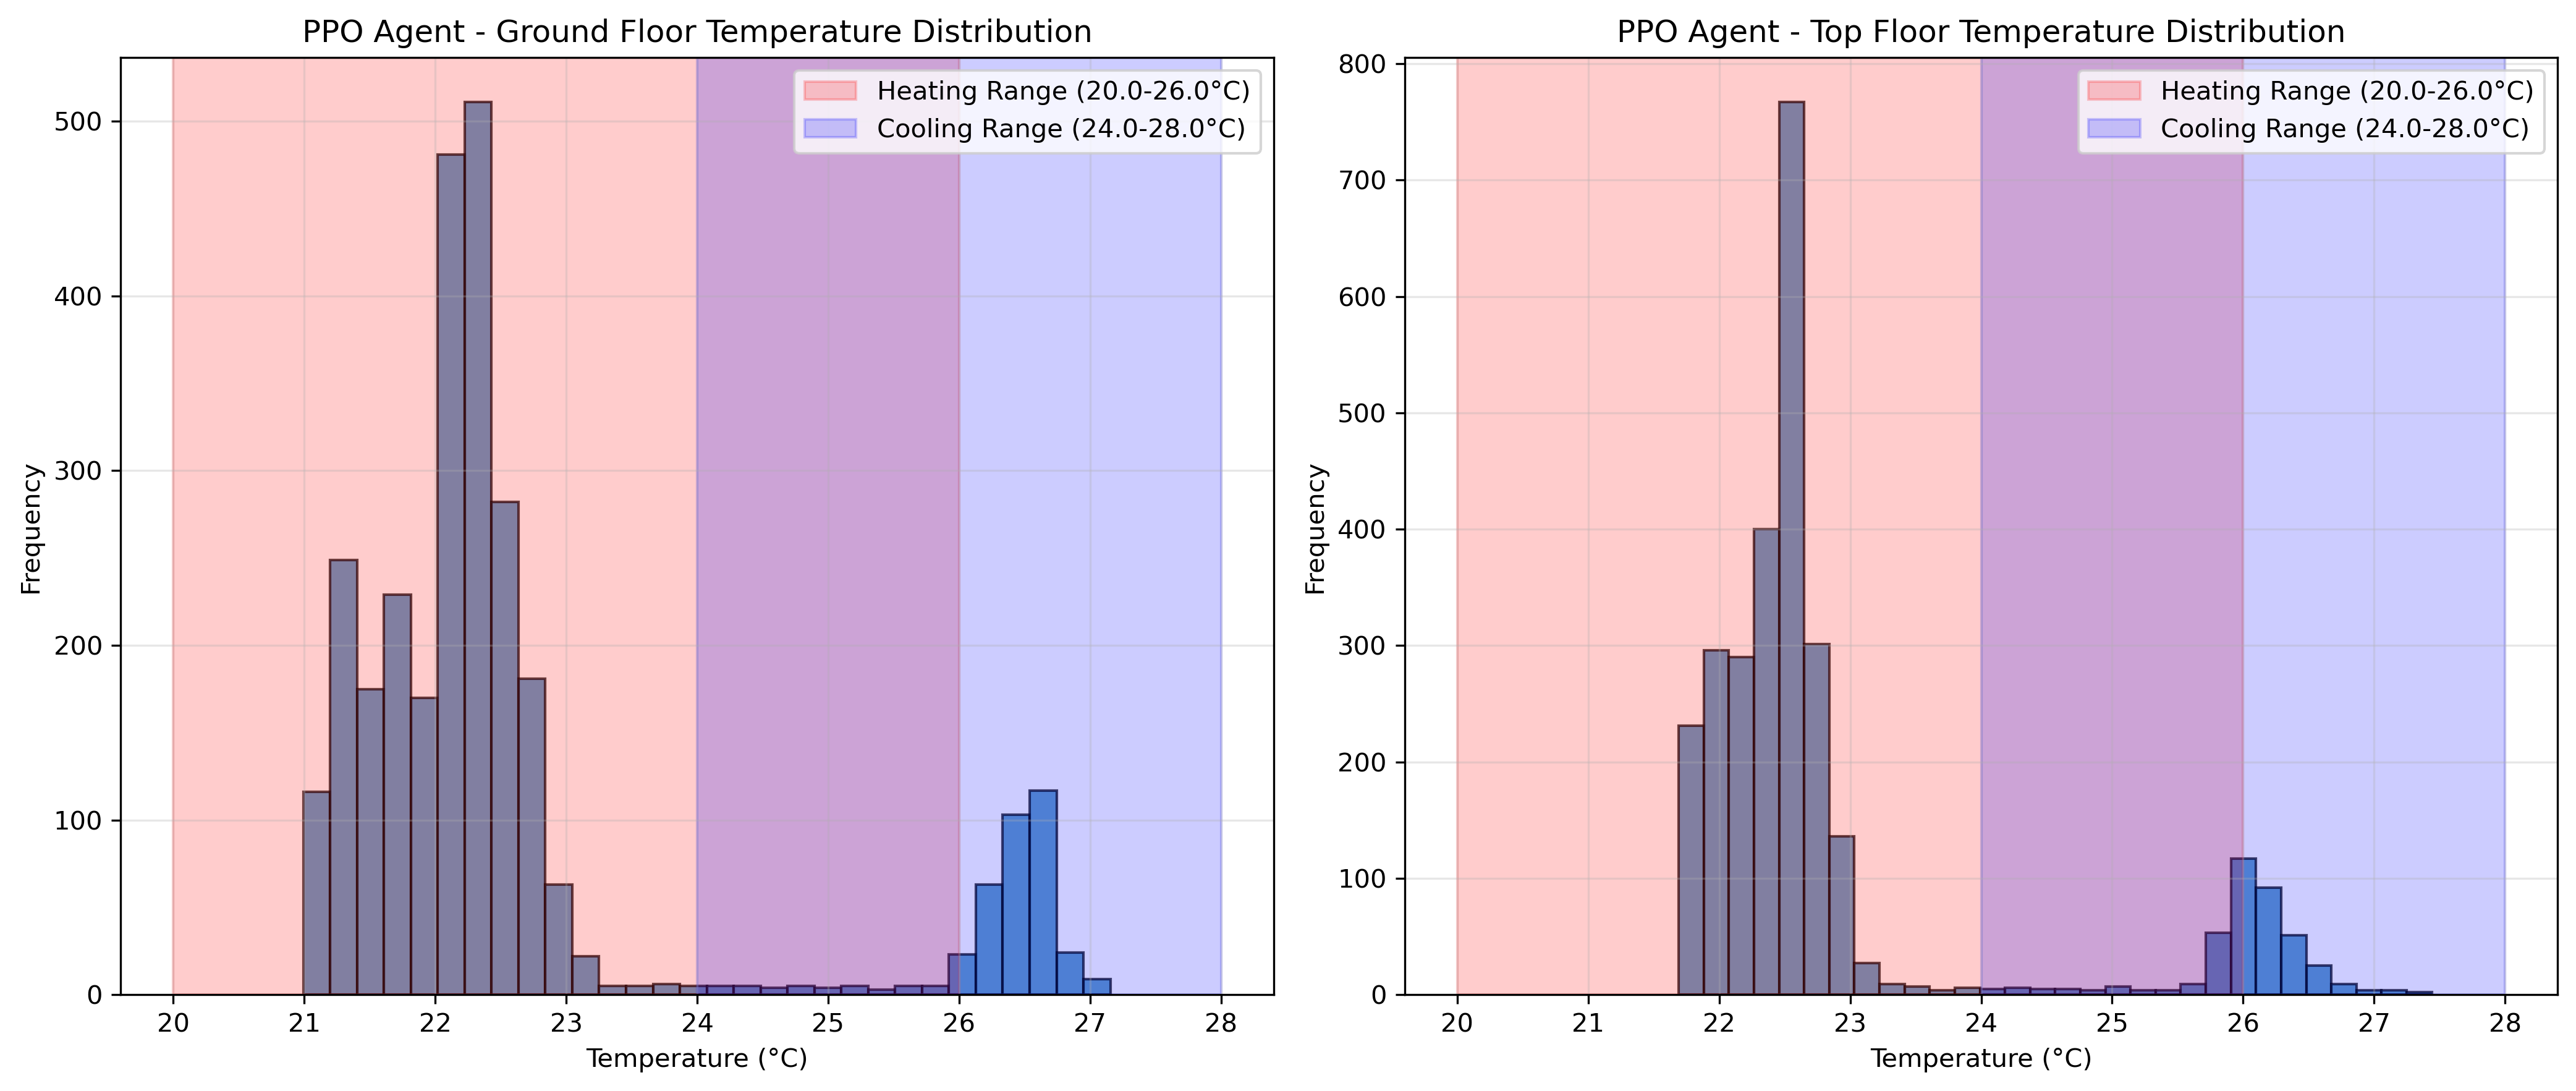 PPO Agent - Ground Floor Temperature Distribution
Heating Range (20.0-26.0°C)
Cooling Range (24.0-28.0°C)
Frequency
500
400
300
200
100
0
20 21 22 23 24 25 26 27 28
Temperature (°C)
PPO Agent - Top Floor Temperature Distribution
Heating Range (20.0-26.0°C)
Cooling Range (24.0-28.0°C)
Frequency
800
700
600
500
400
300
200
100
0
20 21 22 23 24 25 26 27 28
Temperature (°C)